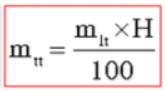 m_tt = (m_lt × H) / 100